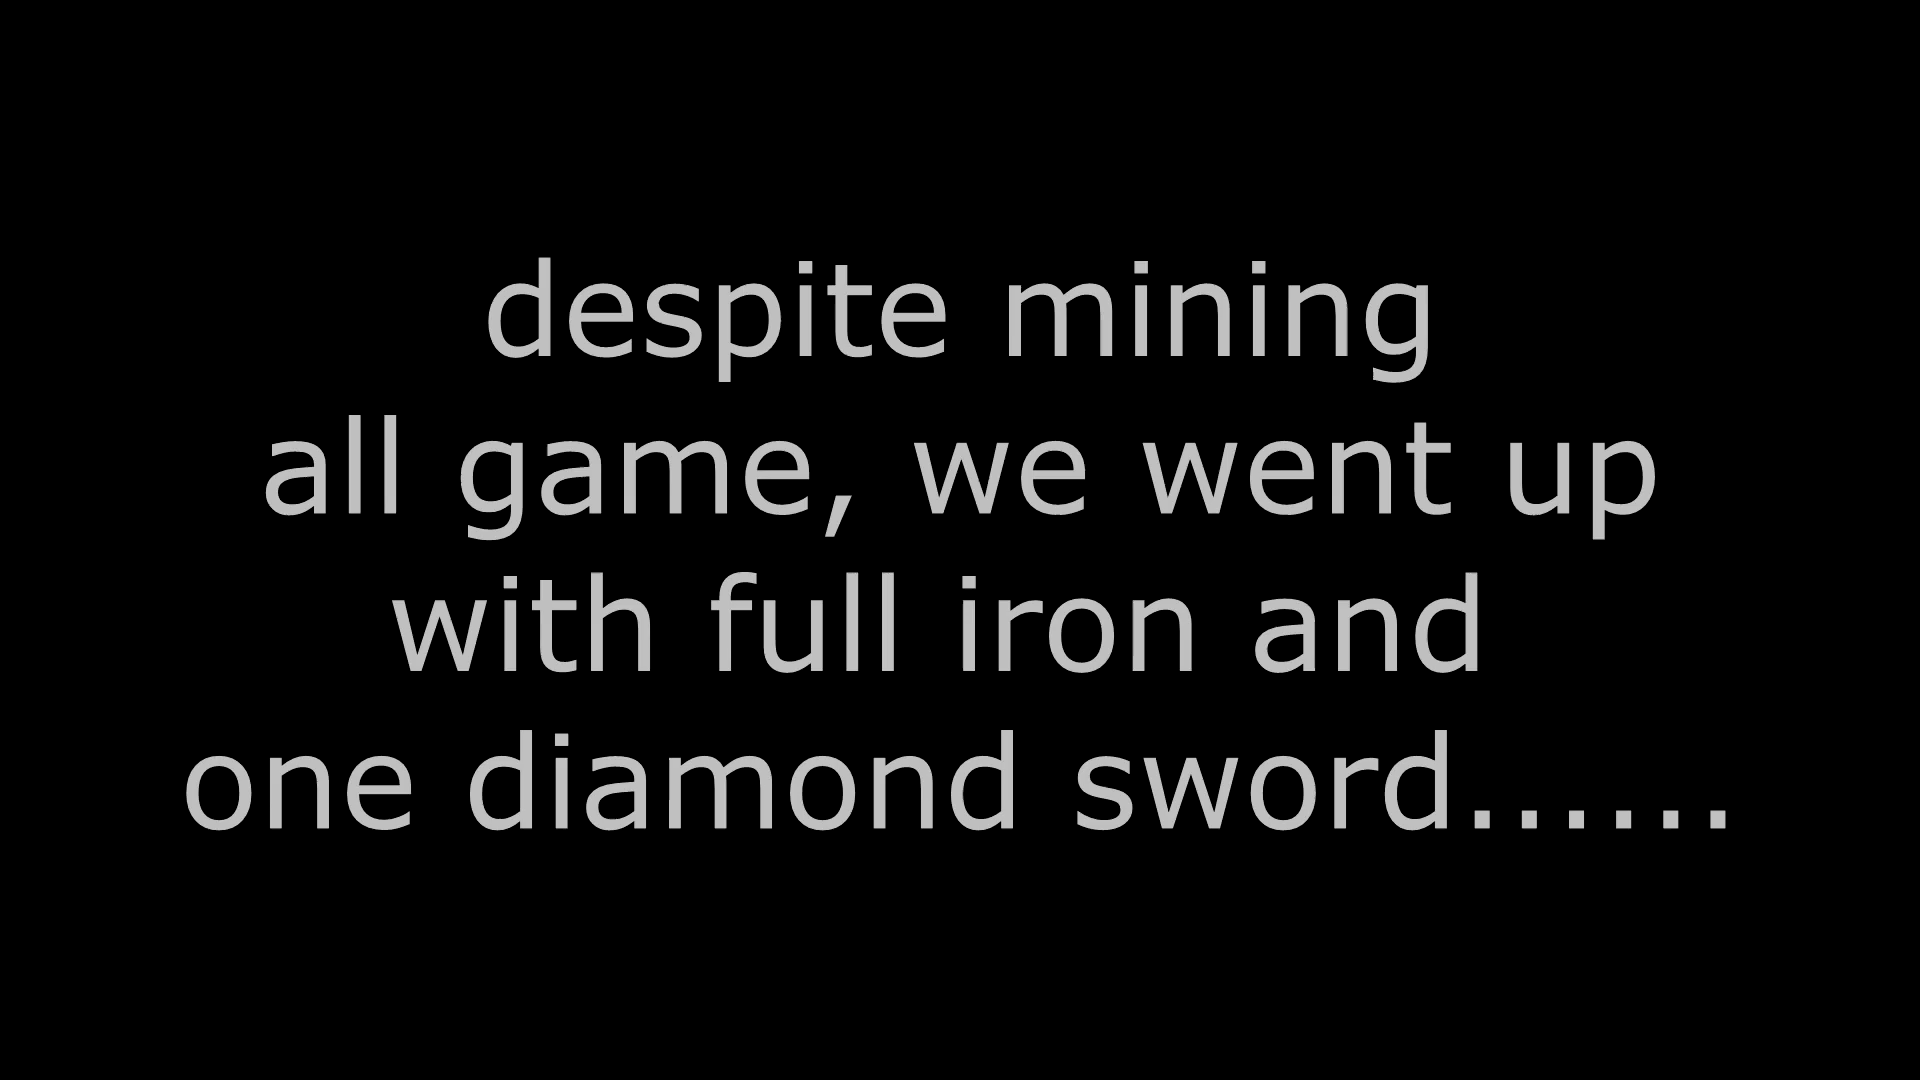 despite mining
all game, we went up
with full iron and
one diamond sword......